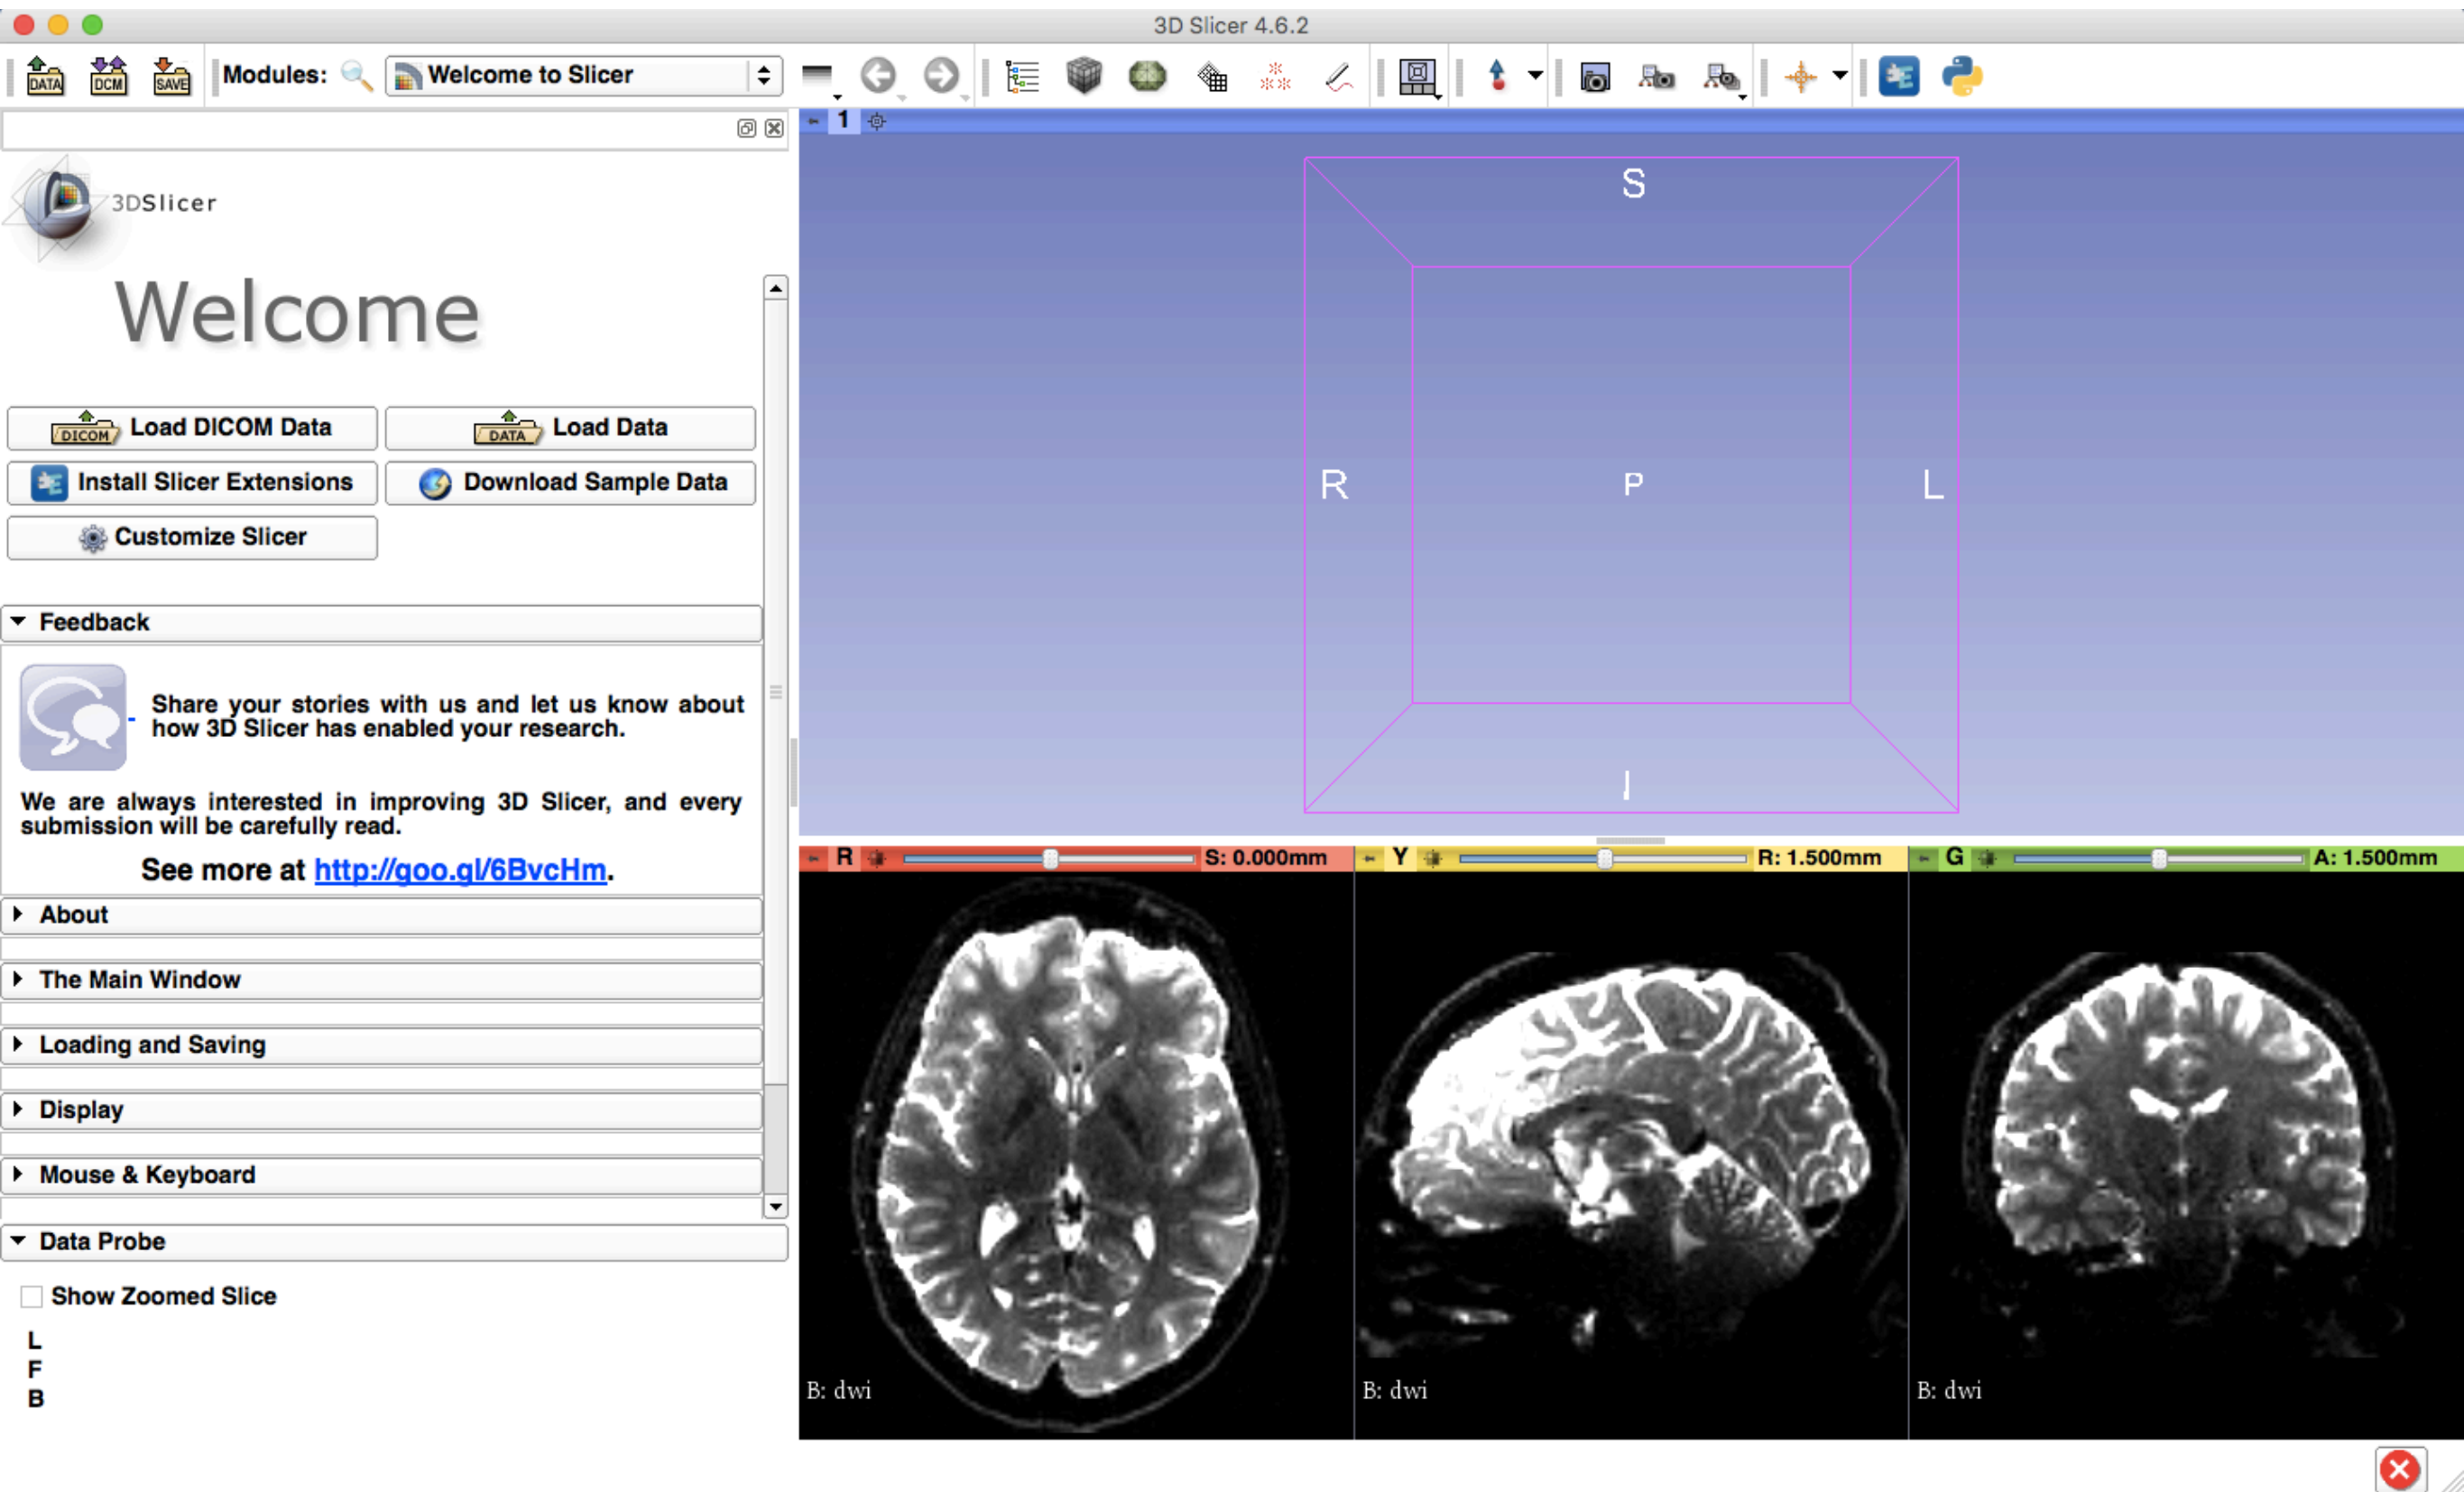 3D Slicer 4.6.2
DATA DCM SAVE Modules: Welcome to Slicer
1
3DSlicer
Welcome
DICOM Load DICOM Data
DATA Load Data
Install Slicer Extensions
Download Sample Data
Customize Slicer
Feedback
Share your stories with us and let us know about
how 3D Slicer has enabled your research.
We are always interested in improving 3D Slicer, and every
submission will be carefully read.
See more at http://goo.gl/6BvcHm.
About
The Main Window
Loading and Saving
Display
Mouse & Keyboard
Data Probe
Show Zoomed Slice
L
F
B
S
R P L
I
R S: 0.000mm
Y R: 1.500mm
G A: 1.500mm
B: dwi
B: dwi
B: dwi